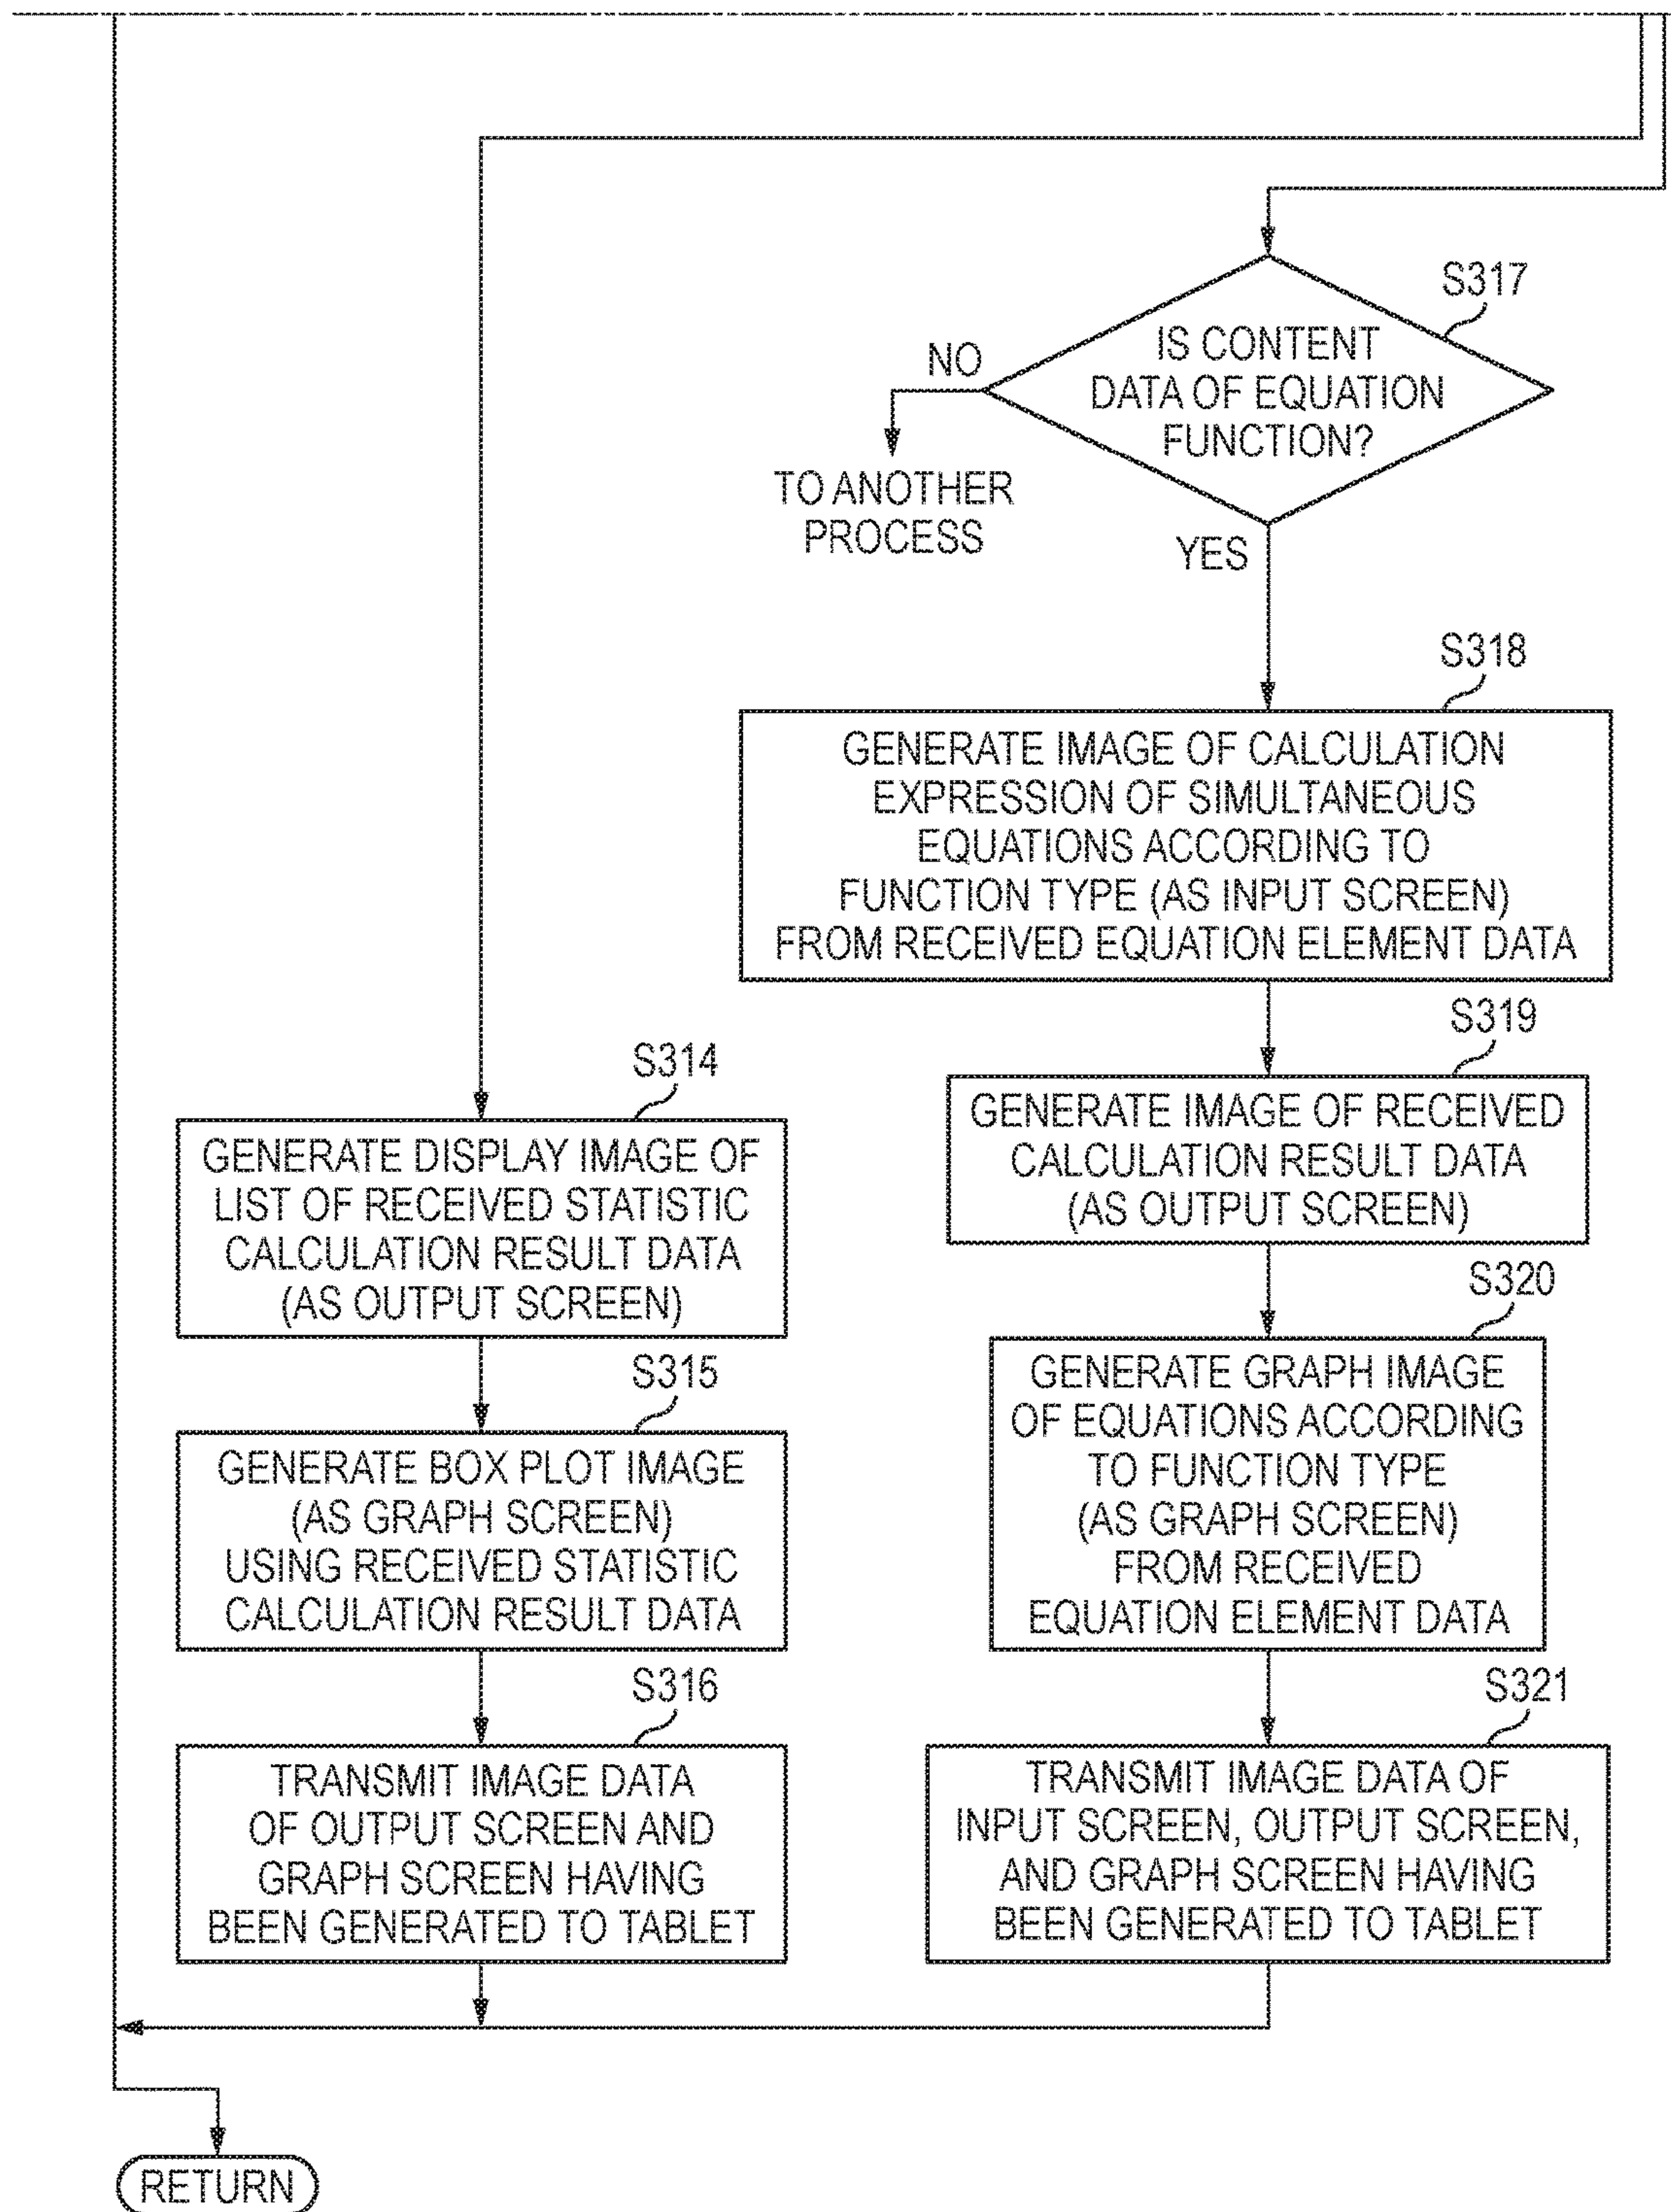 S317
IS CONTENT
DATA OF EQUATION
FUNCTION?
NO
TO ANOTHER
PROCESS
YES
S318
GENERATE IMAGE OF CALCULATION
EXPRESSION OF SIMULTANEOUS
EQUATIONS ACCORDING TO
FUNCTION TYPE (AS INPUT SCREEN)
FROM RECEIVED EQUATION ELEMENT DATA
S314
GENERATE DISPLAY IMAGE OF
LIST OF RECEIVED STATISTIC
CALCULATION RESULT DATA
(AS OUTPUT SCREEN)
S315
GENERATE BOX PLOT IMAGE
(AS GRAPH SCREEN)
USING RECEIVED STATISTIC
CALCULATION RESULT DATA
S316
TRANSMIT IMAGE DATA
OF OUTPUT SCREEN AND
GRAPH SCREEN HAVING
BEEN GENERATED TO TABLET
S319
GENERATE IMAGE OF RECEIVED
CALCULATION RESULT DATA
(AS OUTPUT SCREEN)
S320
GENERATE GRAPH IMAGE
OF EQUATIONS ACCORDING
TO FUNCTION TYPE
(AS GRAPH SCREEN)
FROM RECEIVED
EQUATION ELEMENT DATA
S321
TRANSMIT IMAGE DATA OF
INPUT SCREEN, OUTPUT SCREEN,
AND GRAPH SCREEN HAVING
BEEN GENERATED TO TABLET
RETURN